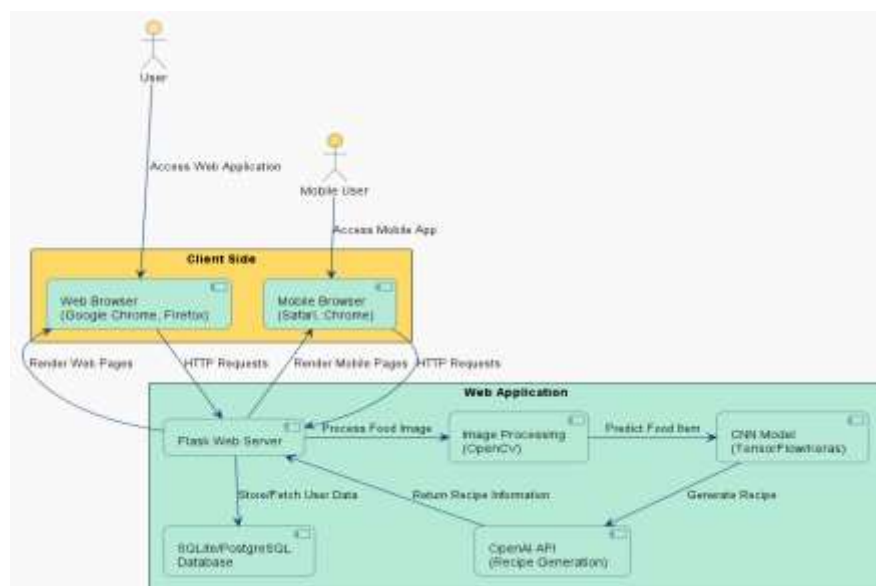 User
Access Web Application
Mobile User
Access Mobile App
Client Side
Web Browser
(Google Chrome, Firefox)
Mobile Browser
(Safari, Chrome)
Render Web Pages
HTTP Requests
Render Mobile Pages
HTTP Requests
Web Application
Flask Web Server
Process Food Image
Image Processing
(OpenCV)
Predict Food Item
CNN Model
(TensorFlow/Keras)
Store/Fetch User Data
Return Recipe Information
Generate Recipe
SQLite/PostgreSQL
Database
OpenAI API
(Recipe Generation)